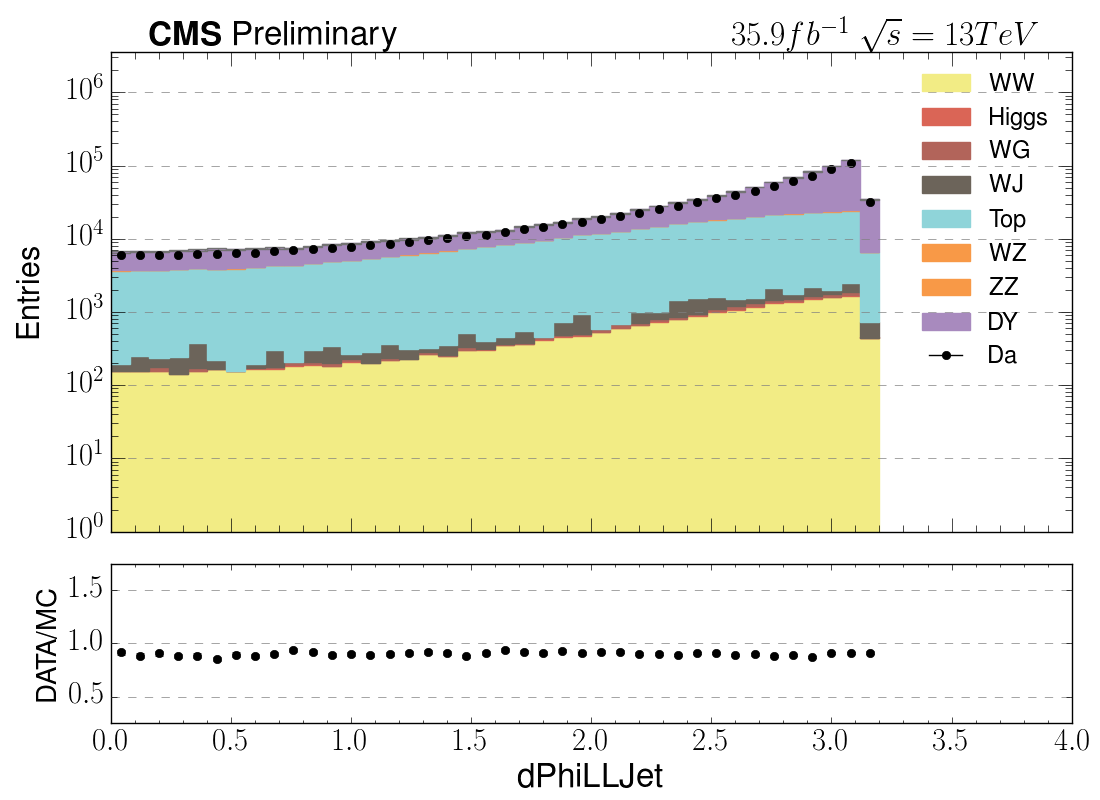 CMS Preliminary 35.9fb⁻¹ √s = 13TeV
Entries
10⁶
10⁵
10⁴
10³
10²
10¹
10⁰
WW
Higgs
WG
WJ
Top
WZ
ZZ
DY
Da
DATA/MC
1.5
1.0
0.5
0.0 0.5 1.0 1.5 2.0 2.5 3.0 3.5 4.0
dPhiLLJet